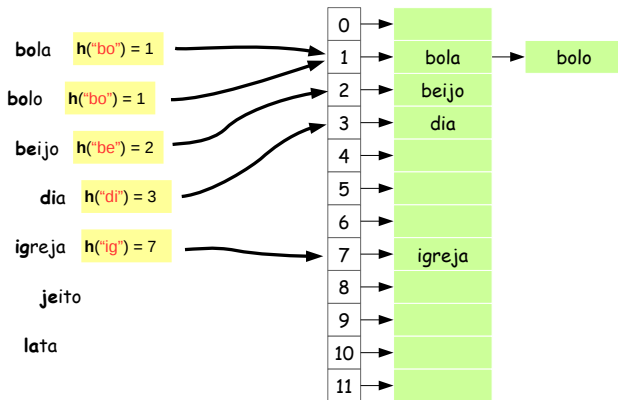 bola h(“bo”) = 1
bolo h(“bo”) = 1
beijo h(“be”) = 2
dia h(“di”) = 3
igreja h(“ig”) = 7
jeito
lata
0
1 bola bolo
2 beijo
3 dia
4
5
6
7 igreja
8
9
10
11